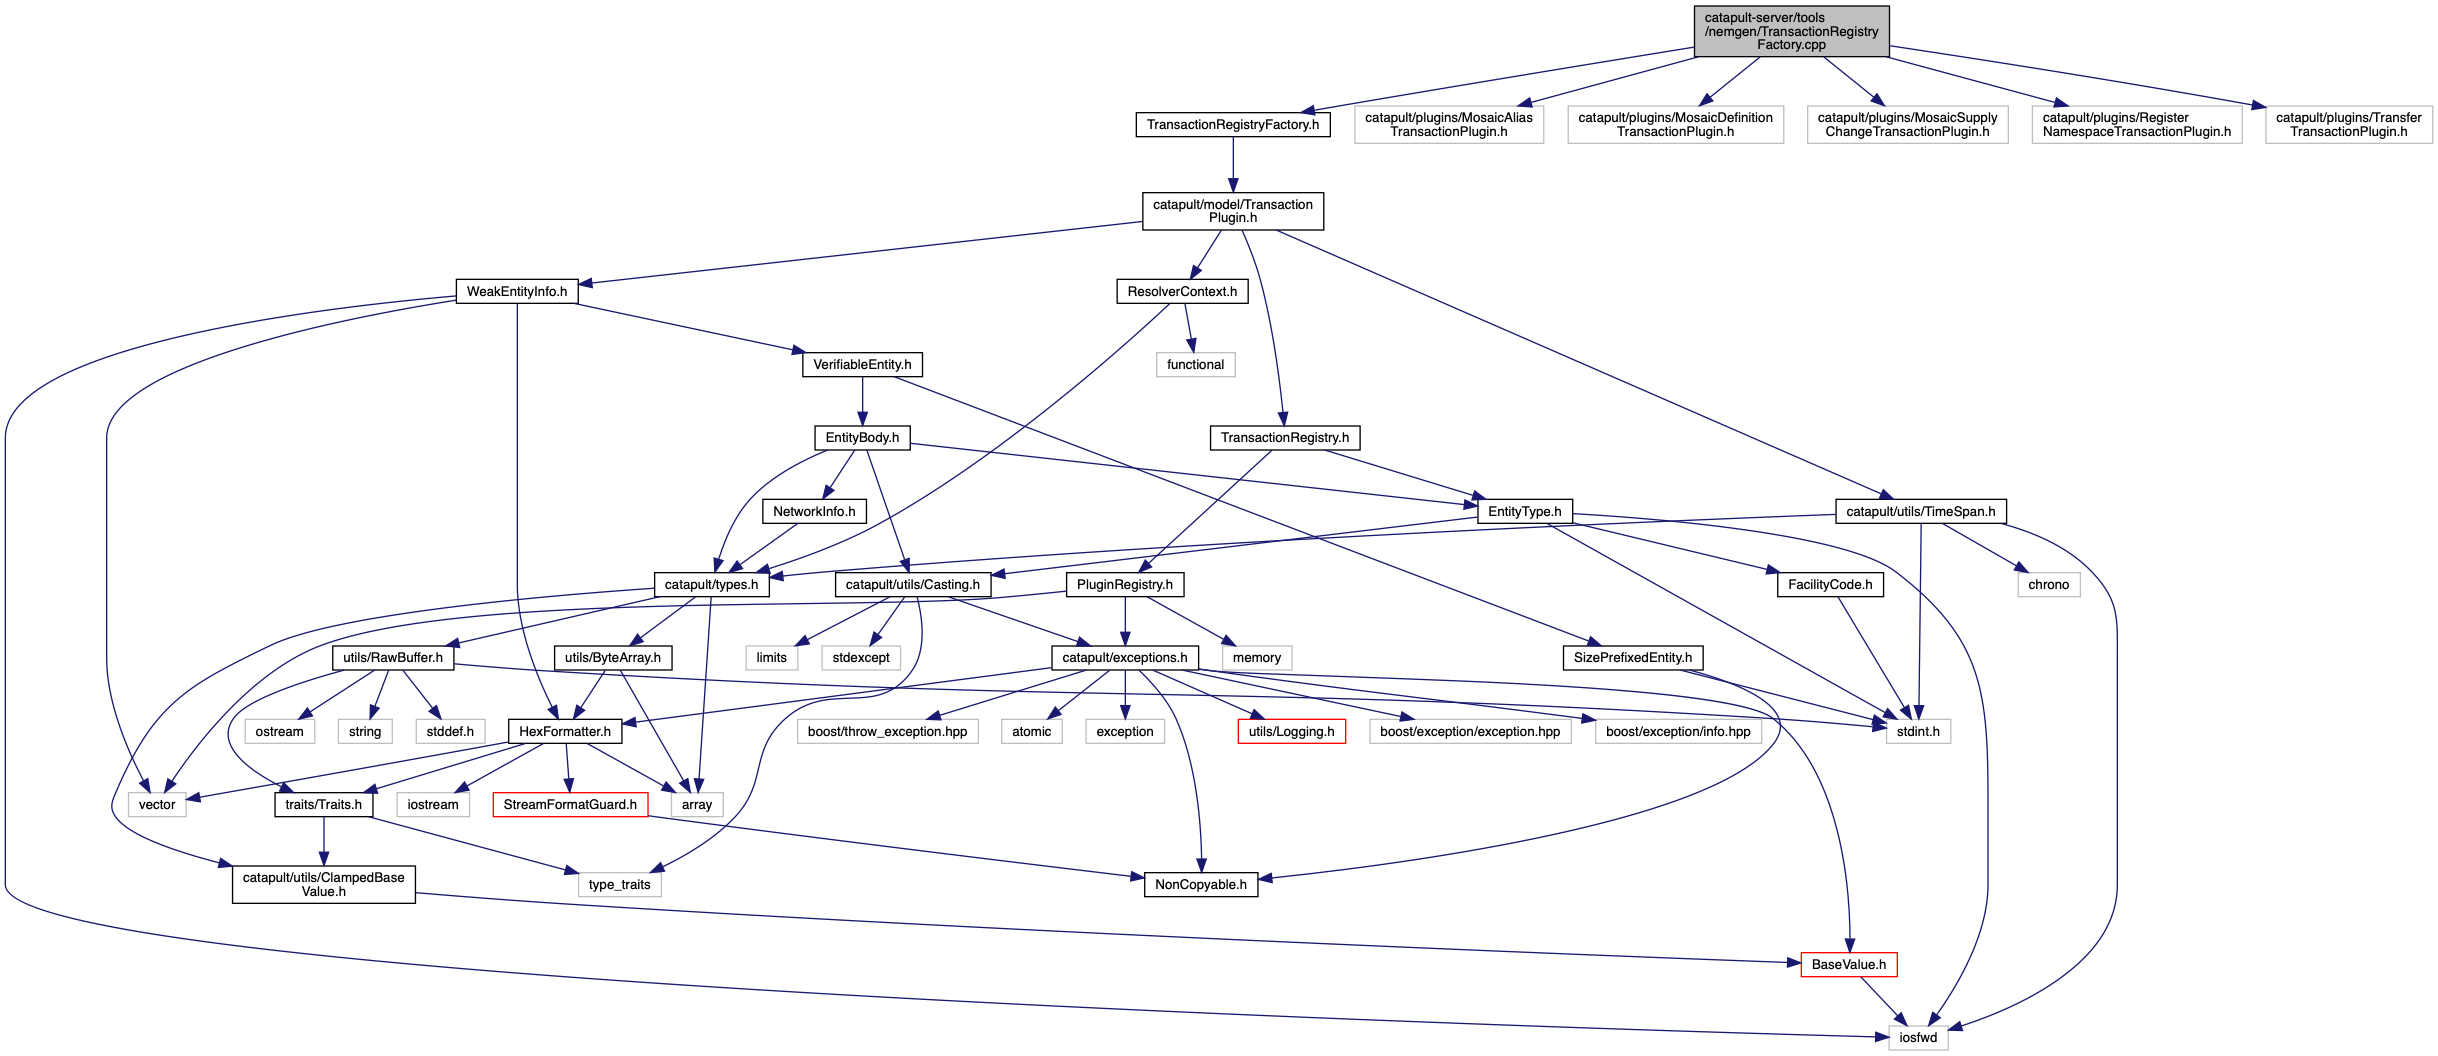 catapult-server/tools
/nemgen/TransactionRegistry
Factory.cpp
TransactionRegistryFactory.h
catapult/plugins/MosaicAlias
TransactionPlugin.h
catapult/plugins/MosaicDefinition
TransactionPlugin.h
catapult/plugins/MosaicSupply
ChangeTransactionPlugin.h
catapult/plugins/Register
NamespaceTransactionPlugin.h
catapult/plugins/Transfer
TransactionPlugin.h
catapult/model/Transaction
Plugin.h
WeakEntityInfo.h
ResolverContext.h
VerifiableEntity.h
functional
EntityBody.h
TransactionRegistry.h
NetworkInfo.h
EntityType.h
catapult/utils/TimeSpan.h
catapult/types.h
catapult/utils/Casting.h
PluginRegistry.h
FacilityCode.h
chrono
utils/RawBuffer.h
utils/ByteArray.h
limits
stdexcept
catapult/exceptions.h
memory
SizePrefixedEntity.h
ostream
string
stddef.h
HexFormatter.h
boost/throw_exception.hpp
atomic
exception
utils/Logging.h
boost/exception/exception.hpp
boost/exception/info.hpp
stdint.h
vector
traits/Traits.h
iostream
StreamFormatGuard.h
array
catapult/utils/ClampedBase
Value.h
type_traits
NonCopyable.h
BaseValue.h
iosfwd